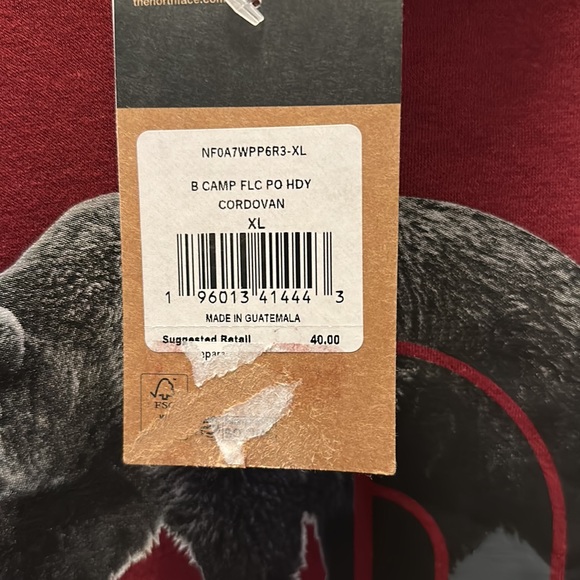 thenorthface.com
NF0A7WPP6R3-XL
B CAMP FLC PO HDY
CORDOVAN
XL
1 96013 41444 3
MADE IN GUATEMALA
Suggested Retail 40.00
FSC